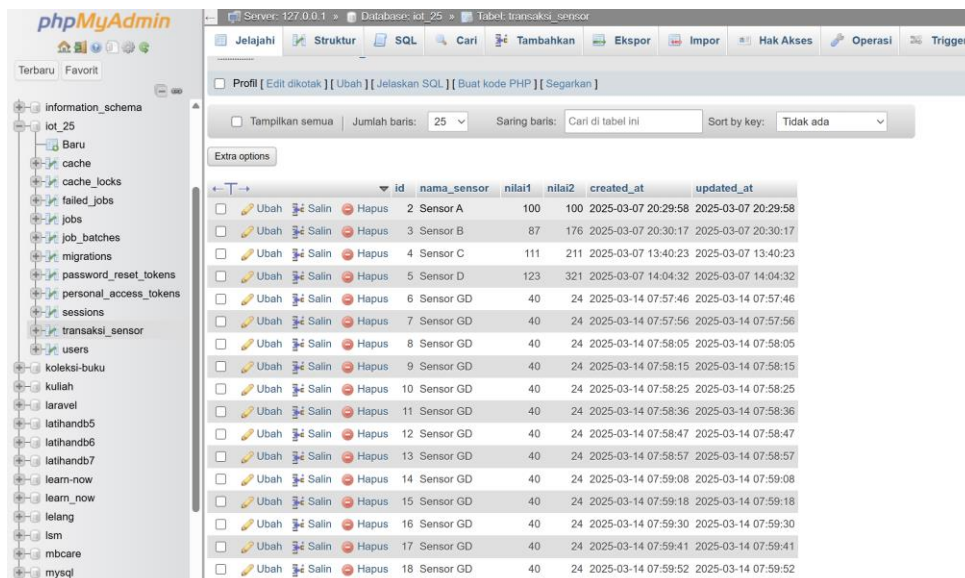 phpMyAdmin
Terbaru Favorit
information_schema
iot_25
Baru
cache
cache_locks
failed_jobs
jobs
job_batches
migrations
password_reset_tokens
personal_access_tokens
sessions
transaksi_sensor
users
koleksi-buku
kuliah
laravel
latihandb5
latihandb6
latihandb7
learn-now
learn_now
lelang
lsm
mbcare
mysql
Server: 127.0.0.1 » Database: iot_25 » Tabel: transaksi_sensor
Jelajahi Struktur SQL Cari Tambahkan Ekspor Impor Hak Akses Operasi Trigger
Profil [ Edit dikotak ] [ Ubah ] [ Jelaskan SQL ] [ Buat kode PHP ] [ Segarkan ]
Tampilkan semua Jumlah baris: 25 Saring baris: Cari di tabel ini Sort by key: Tidak ada
Extra options
id nama_sensor nilai1 nilai2 created_at updated_at
Ubah Salin Hapus 2 Sensor A 100 100 2025-03-07 20:29:58 2025-03-07 20:29:58
Ubah Salin Hapus 3 Sensor B 87 176 2025-03-07 20:30:17 2025-03-07 20:30:17
Ubah Salin Hapus 4 Sensor C 111 211 2025-03-07 13:40:23 2025-03-07 13:40:23
Ubah Salin Hapus 5 Sensor D 123 321 2025-03-07 14:04:32 2025-03-07 14:04:32
Ubah Salin Hapus 6 Sensor GD 40 24 2025-03-14 07:57:46 2025-03-14 07:57:46
Ubah Salin Hapus 7 Sensor GD 40 24 2025-03-14 07:57:56 2025-03-14 07:57:56
Ubah Salin Hapus 8 Sensor GD 40 24 2025-03-14 07:58:05 2025-03-14 07:58:05
Ubah Salin Hapus 9 Sensor GD 40 24 2025-03-14 07:58:15 2025-03-14 07:58:15
Ubah Salin Hapus 10 Sensor GD 40 24 2025-03-14 07:58:25 2025-03-14 07:58:25
Ubah Salin Hapus 11 Sensor GD 40 24 2025-03-14 07:58:36 2025-03-14 07:58:36
Ubah Salin Hapus 12 Sensor GD 40 24 2025-03-14 07:58:47 2025-03-14 07:58:47
Ubah Salin Hapus 13 Sensor GD 40 24 2025-03-14 07:58:57 2025-03-14 07:58:57
Ubah Salin Hapus 14 Sensor GD 40 24 2025-03-14 07:59:08 2025-03-14 07:59:08
Ubah Salin Hapus 15 Sensor GD 40 24 2025-03-14 07:59:18 2025-03-14 07:59:18
Ubah Salin Hapus 16 Sensor GD 40 24 2025-03-14 07:59:30 2025-03-14 07:59:30
Ubah Salin Hapus 17 Sensor GD 40 24 2025-03-14 07:59:41 2025-03-14 07:59:41
Ubah Salin Hapus 18 Sensor GD 40 24 2025-03-14 07:59:52 2025-03-14 07:59:52